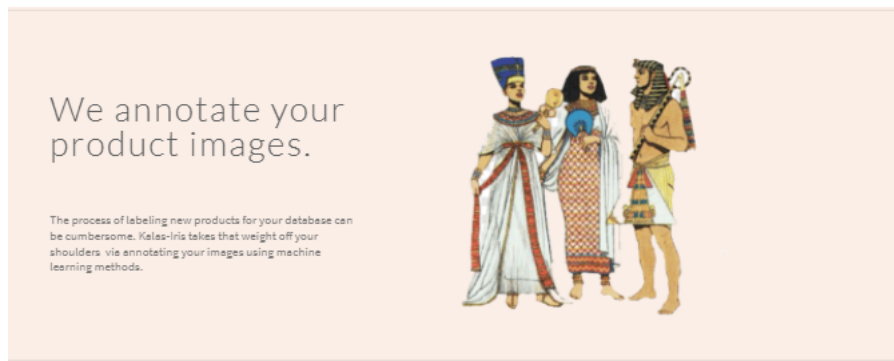 We annotate your
product images.
The process of labeling new products for your database can
be cumbersome. Kalas-Iris takes that weight off your
shoulders via annotating your images using machine
learning methods.